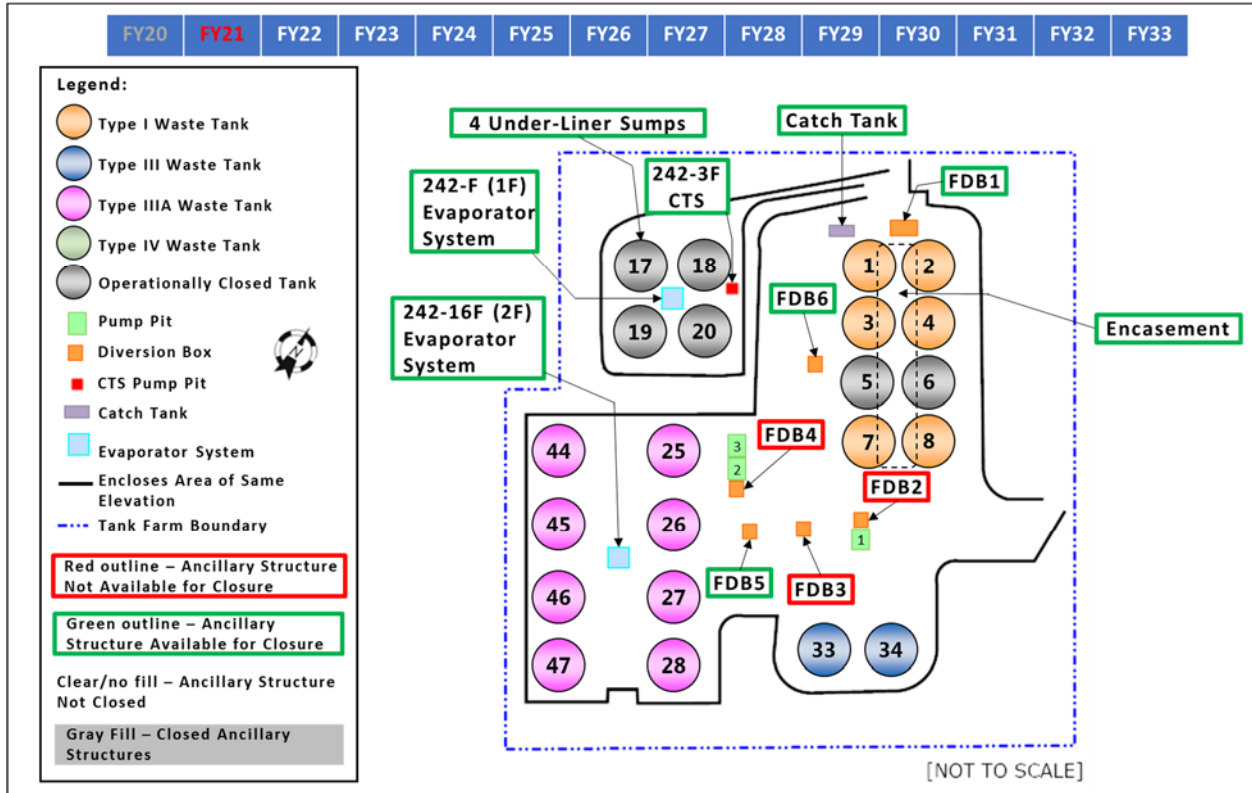 FY20 FY21 FY22 FY23 FY24 FY25 FY26 FY27 FY28 FY29 FY30 FY31 FY32 FY33
Legend:
Type I Waste Tank
Type III Waste Tank
Type IIIA Waste Tank
Type IV Waste Tank
Operationally Closed Tank
Pump Pit
Diversion Box
CTS Pump Pit
Catch Tank
Evaporator System
Encloses Area of Same
Elevation
Tank Farm Boundary
Red outline – Ancillary Structure
Not Available for Closure
Green outline – Ancillary
Structure Available for Closure
Clear/no fill – Ancillary Structure
Not Closed
Gray Fill – Closed Ancillary
Structures
N
4 Under-Liner Sumps
Catch Tank
242-F (1F)
Evaporator
System
242-3F
CTS
FDB1
17 18
19 20
1 2
3 4
5 6
7 8
FDB6
Encasement
242-16F (2F)
Evaporator
System
44 25
45 26
46 27
47 28
3
2
FDB4
FDB2
1
FDB5
FDB3
33 34
[NOT TO SCALE]